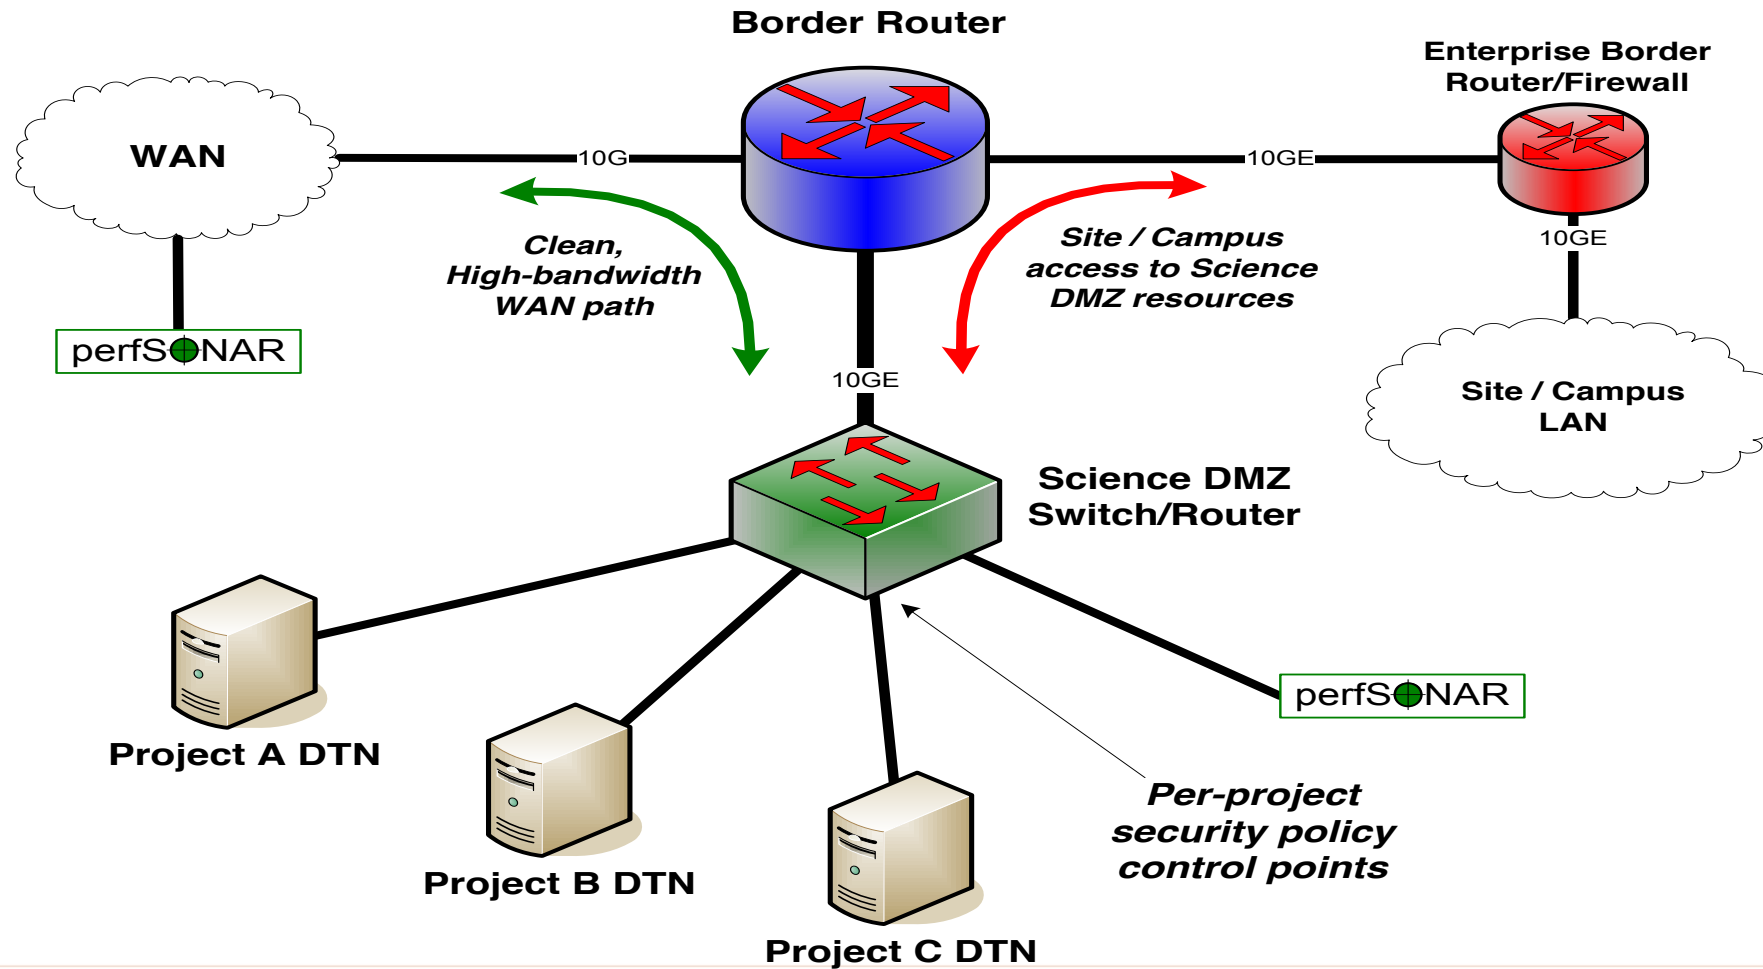 Border Router
Enterprise Border
Router/Firewall
WAN
10G
10GE
Clean,
High-bandwidth
WAN path
Site / Campus
access to Science
DMZ resources
10GE
perfSONAR
10GE
Site / Campus
LAN
Science DMZ
Switch/Router
perfSONAR
Project A DTN
Project B DTN
Project C DTN
Per-project
security policy
control points